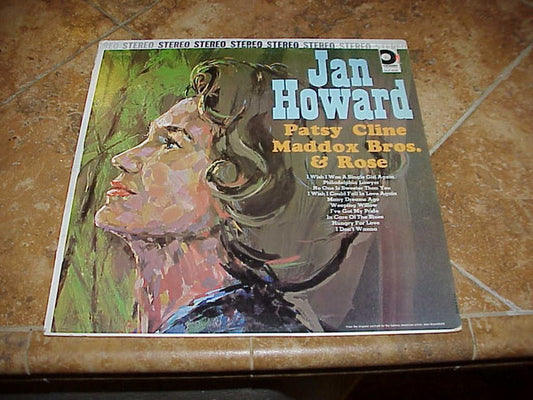 STEREO STEREO STEREO STEREO STEREO STEREO STEREO STEREO
Jan
Howard
Patsy Cline
Maddox Bros.
& Rose
I Wish I Was A Single Girl Again
Philadelphia Lawyer
No One Is Sweeter Than You
I Wish I Could Fall In Love Again
Many Dreams Ago
Weeping Willow
I've Got My Pride
In Care Of The Blues
Hungry For Love
I Don't Wanna